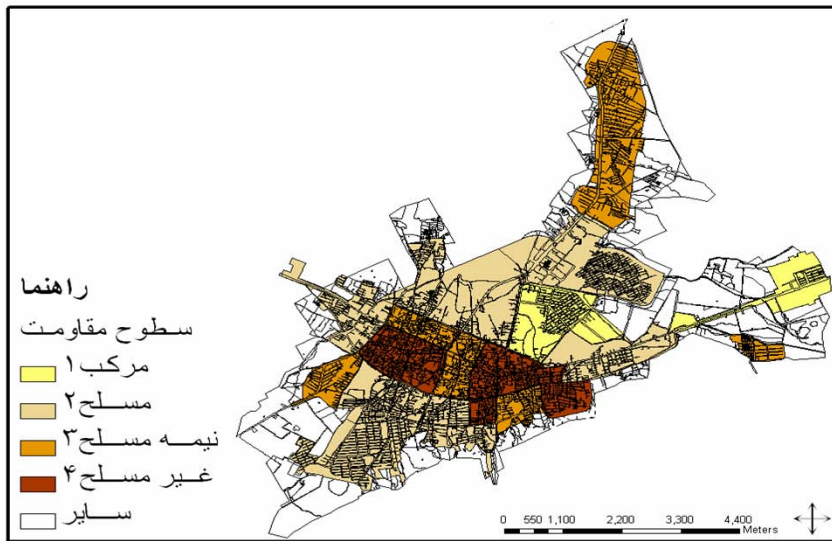 راهنما
سطوح مقاومت
مرکب ۱
مسلح ۲
نیمه مسلح ۳
غیر مسلح ۴
سایر
0 550 1,100 2,200 3,300 4,400
Meters